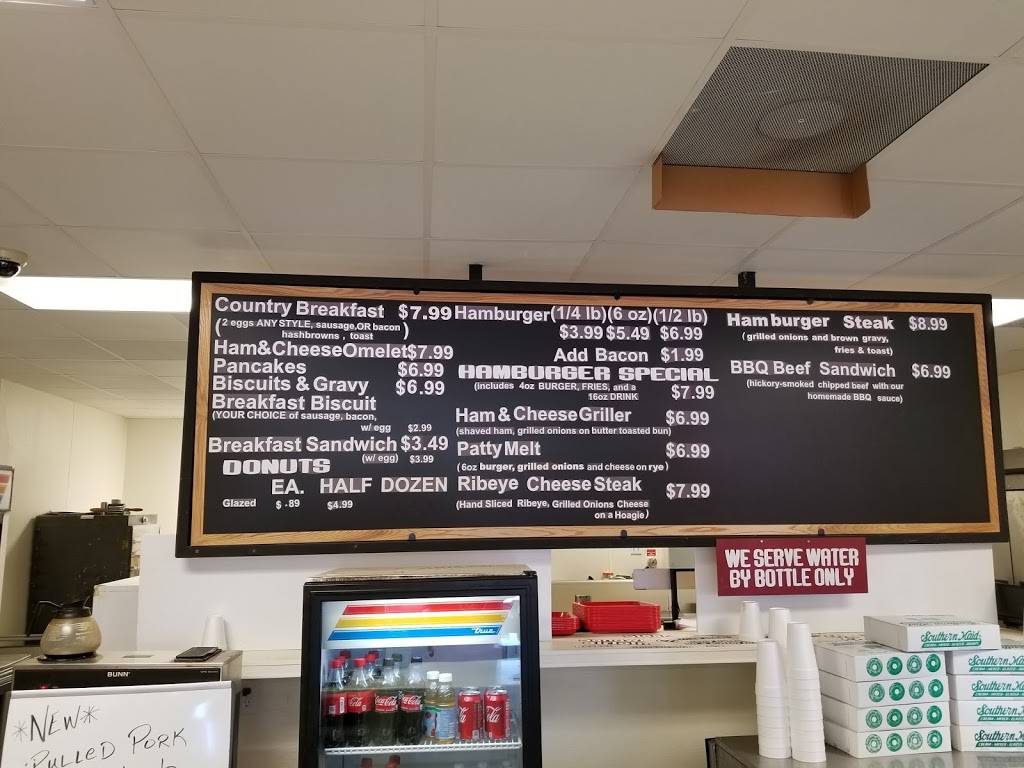 Country Breakfast $7.99
(2 eggs ANY STYLE, sausage,OR bacon
hashbrowns , toast )
Ham&CheeseOmelet $7.99
Pancakes $6.99
Biscuits & Gravy $6.99
Breakfast Biscuit
(YOUR CHOICE of sausage, bacon,
w/ egg $2.99
Breakfast Sandwich $3.49
(w/ egg) $3.99
DONUTS
EA. HALF DOZEN
Glazed $ .89 $4.99
Hamburger(1/4 lb)(6 oz)(1/2 lb)
$3.99 $5.49 $6.99
Add Bacon $1.99
HAMBURGER SPECIAL
(includes 4oz BURGER, FRIES, and a
16oz DRINK $7.99
Ham & Cheese Griller $6.99
(shaved ham, grilled onions on butter toasted bun)
Patty Melt $6.99
(6oz burger, grilled onions and cheese on rye)
Ribeye Cheese Steak $7.99
(Hand Sliced Ribeye, Grilled Onions Cheese
on a Hoagie)
Hamburger Steak $8.99
(grilled onions and brown gravy,
fries & toast)
BBQ Beef Sandwich $6.99
(hickory-smoked chipped beef with our
homemade BBQ sauce)
WE SERVE WATER
BY BOTTLE ONLY
true
BUNN
*NEW*
PULLED PORK
Coca-Cola
Southern Maid
Southern Maid
Southern
Southern